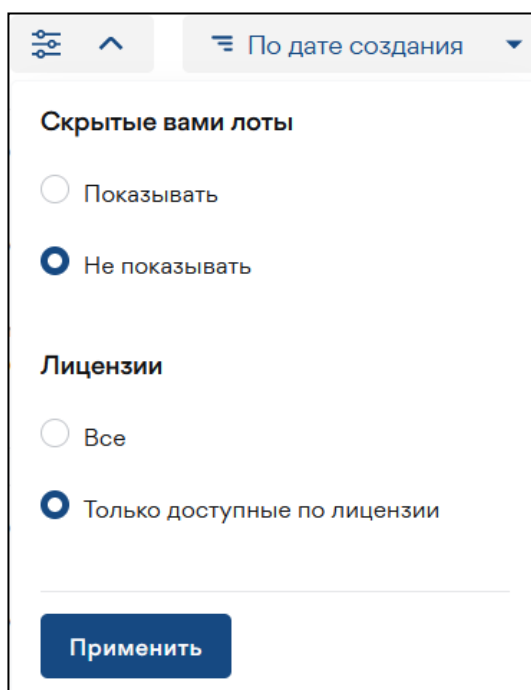 По дате создания
Скрытые вами лоты
Показывать
Не показывать
Лицензии
Все
Только доступные по лицензии
Применить